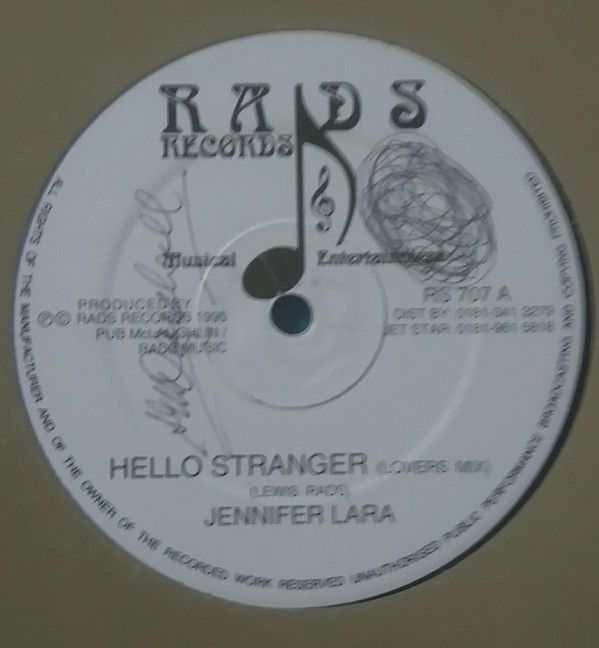 RADS
RECORDS
Musical Entertainment
RS 707 A
PRODUCED BY
℗© RADS RECORDS 1996
PUB McLAUGHLIN /
RADS MUSIC
DIST BY: 0181-941 3279
JET STAR: 0181-961 5818
HELLO STRANGER (LOVERS MIX)
(LEWIS, RADS)
JENNIFER LARA
ALL RIGHTS OF THE MANUFACTURER AND OF THE OWNER OF THE RECORDED WORK RESERVED UNAUTHORISED PUBLIC PERFORMANCE BROADCASTING AND COPYING PROHIBITED